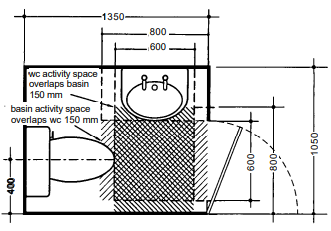 1350
800
600
wc activity space
overlaps basin
150 mm
basin activity space
overlaps wc 150 mm
400
600
800
1050